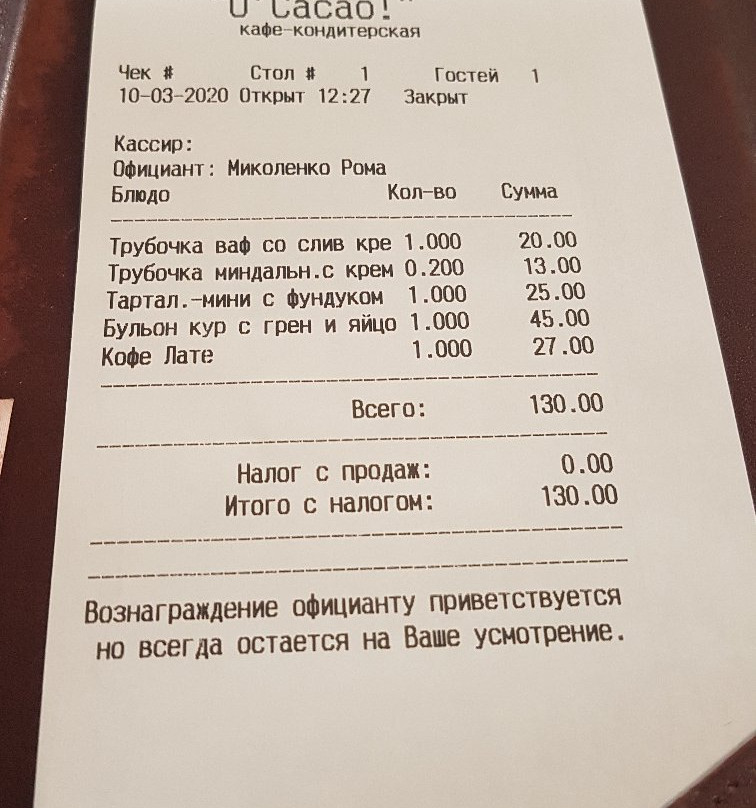 O'Cacao!
кафе-кондитерская
Чек # Стол # 1 Гостей 1
10-03-2020 Открыт 12:27 Закрыт
Кассир:
Официант: Миколенко Рома
Блюдо Кол-во Сумма
Трубочка ваф со слив кре 1.000 20.00
Трубочка миндальн.с крем 0.200 13.00
Тартал.-мини с фундуком 1.000 25.00
Бульон кур с грен и яйцо 1.000 45.00
Кофе Лате 1.000 27.00
Всего: 130.00
Налог с продаж: 0.00
Итого с налогом: 130.00
Вознаграждение официанту приветствуется
но всегда остается на Ваше усмотрение.